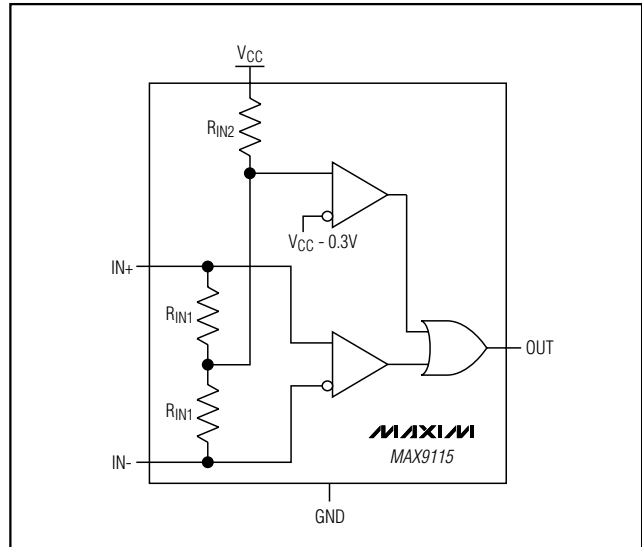 VCC
RIN2
VCC - 0.3V
IN+
RIN1
OUT
RIN1
MAXIM
MAX9115
IN-
GND